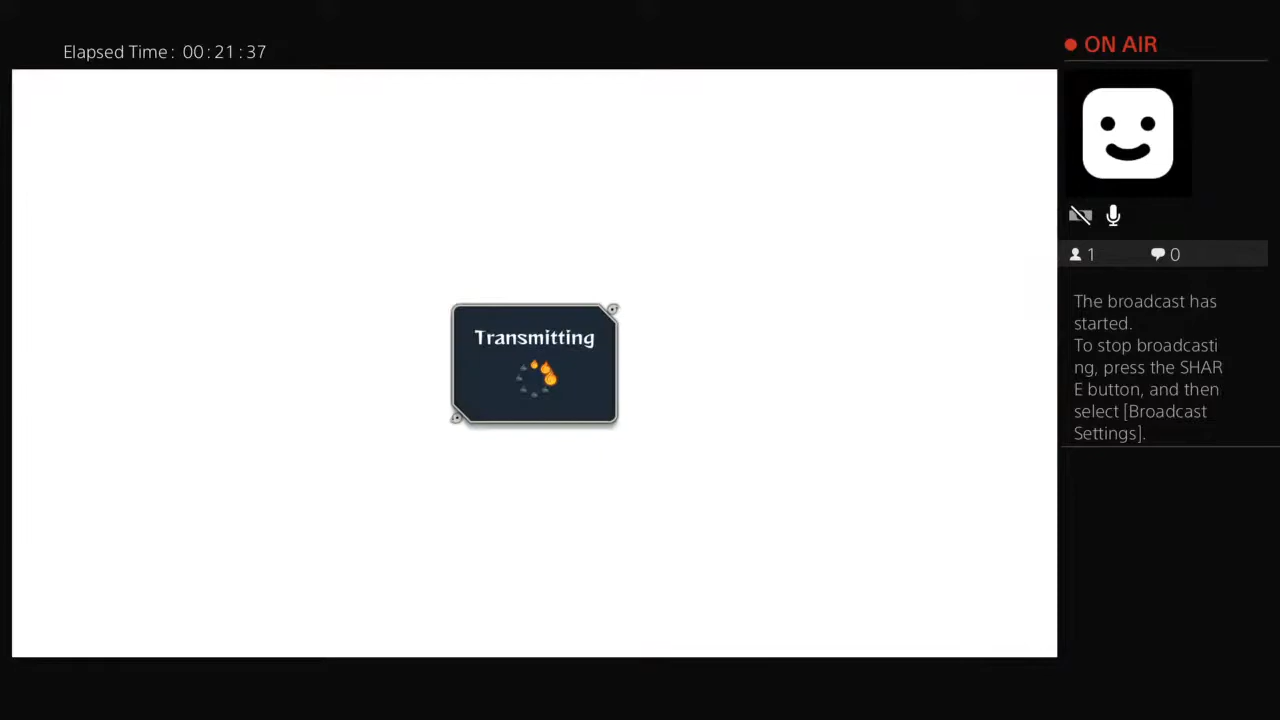 Elapsed Time: 00:21:37
ON AIR
1
0
Transmitting
The broadcast has
started.
To stop broadcasti
ng, press the SHAR
E button, and then
select [Broadcast
Settings].